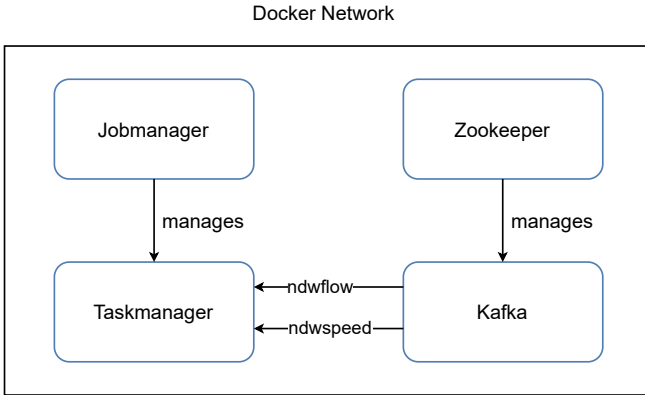 Docker Network
Jobmanager
Zookeeper
manages
manages
Taskmanager
ndwflow
ndwspeed
Kafka